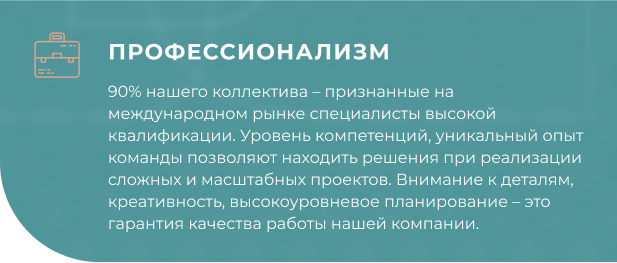 ПРОФЕССИОНАЛИЗМ
90% нашего коллектива – признанные на
международном рынке специалисты высокой
квалификации. Уровень компетенций, уникальный опыт
команды позволяют находить решения при реализации
сложных и масштабных проектов. Внимание к деталям,
креативность, высокоуровневое планирование – это
гарантия качества работы нашей компании.